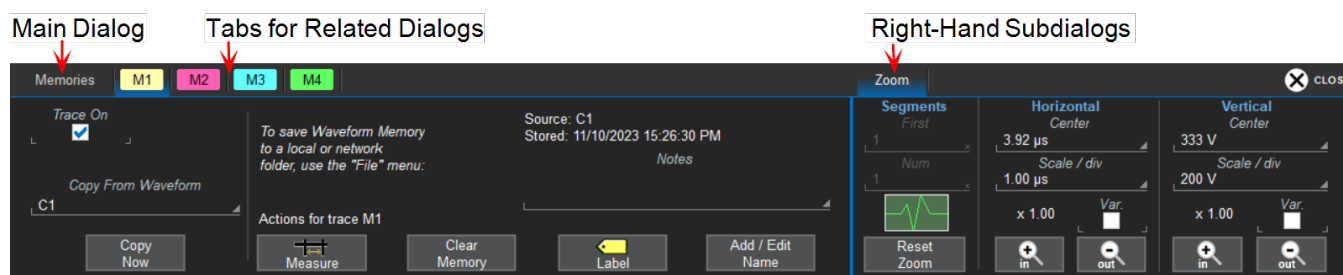 Main Dialog
Tabs for Related Dialogs
Right-Hand Subdialogs
Memories M1 M2 M3 M4
Zoom
CLOS
Trace On
Copy From Waveform
C1
Copy
Now
To save Waveform Memory
to a local or network
folder, use the "File" menu:
Actions for trace M1
Measure
Clear
Memory
Source: C1
Stored: 11/10/2023 15:26:30 PM
Notes
Label
Add / Edit
Name
Segments
First
1
Num
1
Reset
Zoom
Horizontal
Center
3.92 µs
Scale / div
1.00 µs
x 1.00
Var.
in
out
Vertical
Center
333 V
Scale / div
200 V
x 1.00
Var.
in
out